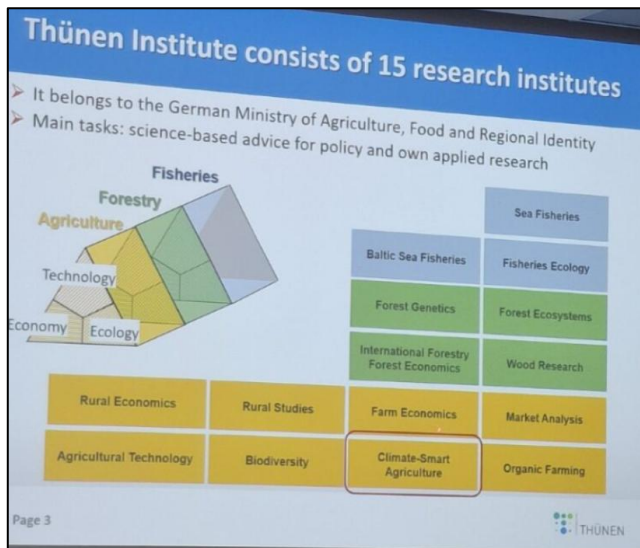 Thünen Institute consists of 15 research institutes
It belongs to the German Ministry of Agriculture, Food and Regional Identity
Main tasks: science-based advice for policy and own applied research
Fisheries
Forestry
Agriculture
Technology
Economy
Ecology
Sea Fisheries
Baltic Sea Fisheries
Fisheries Ecology
Forest Genetics
Forest Ecosystems
International Forestry
Forest Economics
Wood Research
Rural Economics
Rural Studies
Farm Economics
Market Analysis
Agricultural Technology
Biodiversity
Climate-Smart
Agriculture
Organic Farming
Page 3
THÜNEN